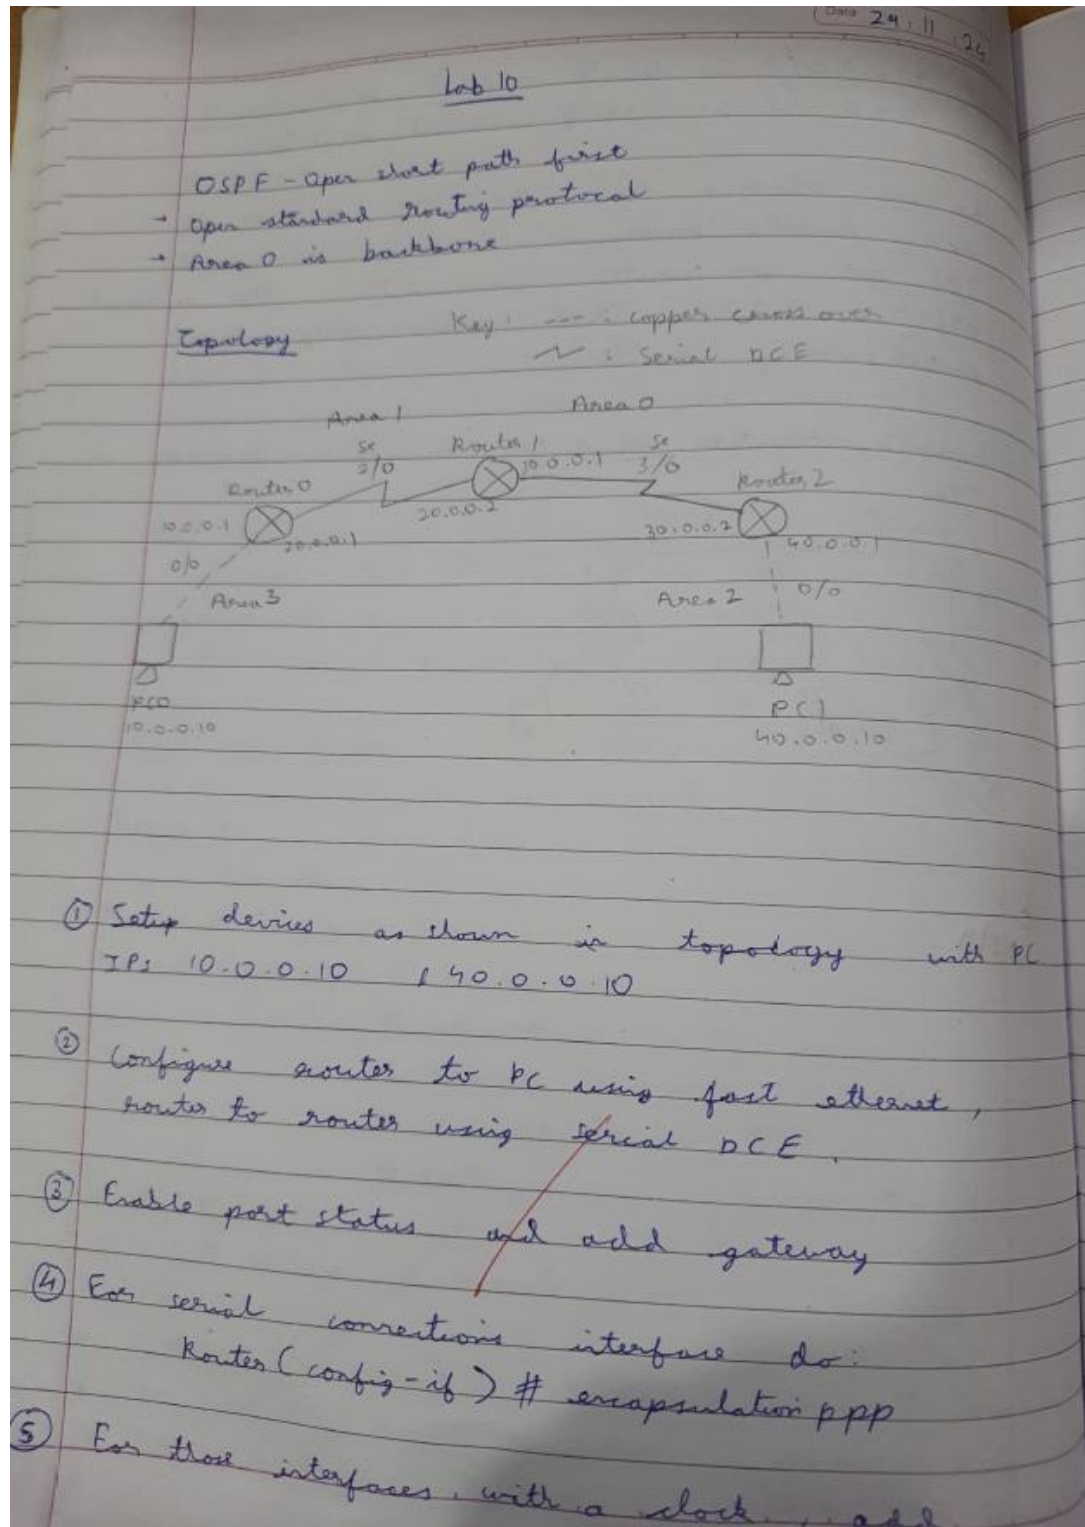 Date 24.11.24
Lab 10
OSPF - Open short path first
→ Open standard routing protocal
→ Area 0 is backbone
Topology
Key: --- : copper cross over
: Serial DCE
Area 1 Area 0
Se Router 1 Se
2/0 30.0.0.1 3/0
Router 0 Router 2
10.0.0.1 20.0.0.1 20.0.0.2 30.0.0.2 40.0.0.1
0/0 0/0
Area 3 Area 2
PC0 PC1
10.0.0.10 40.0.0.10
① Setup devices as shown in topology with PC
IPs 10.0.0.10 & 40.0.0.10
② Configure router to PC using fast ethernet,
router to router using serial DCE.
③ Enable port status and add gateway
④ For serial connections interface do:
Router(config-if)# encapsulation ppp
⑤ For those interfaces, with a clock, add